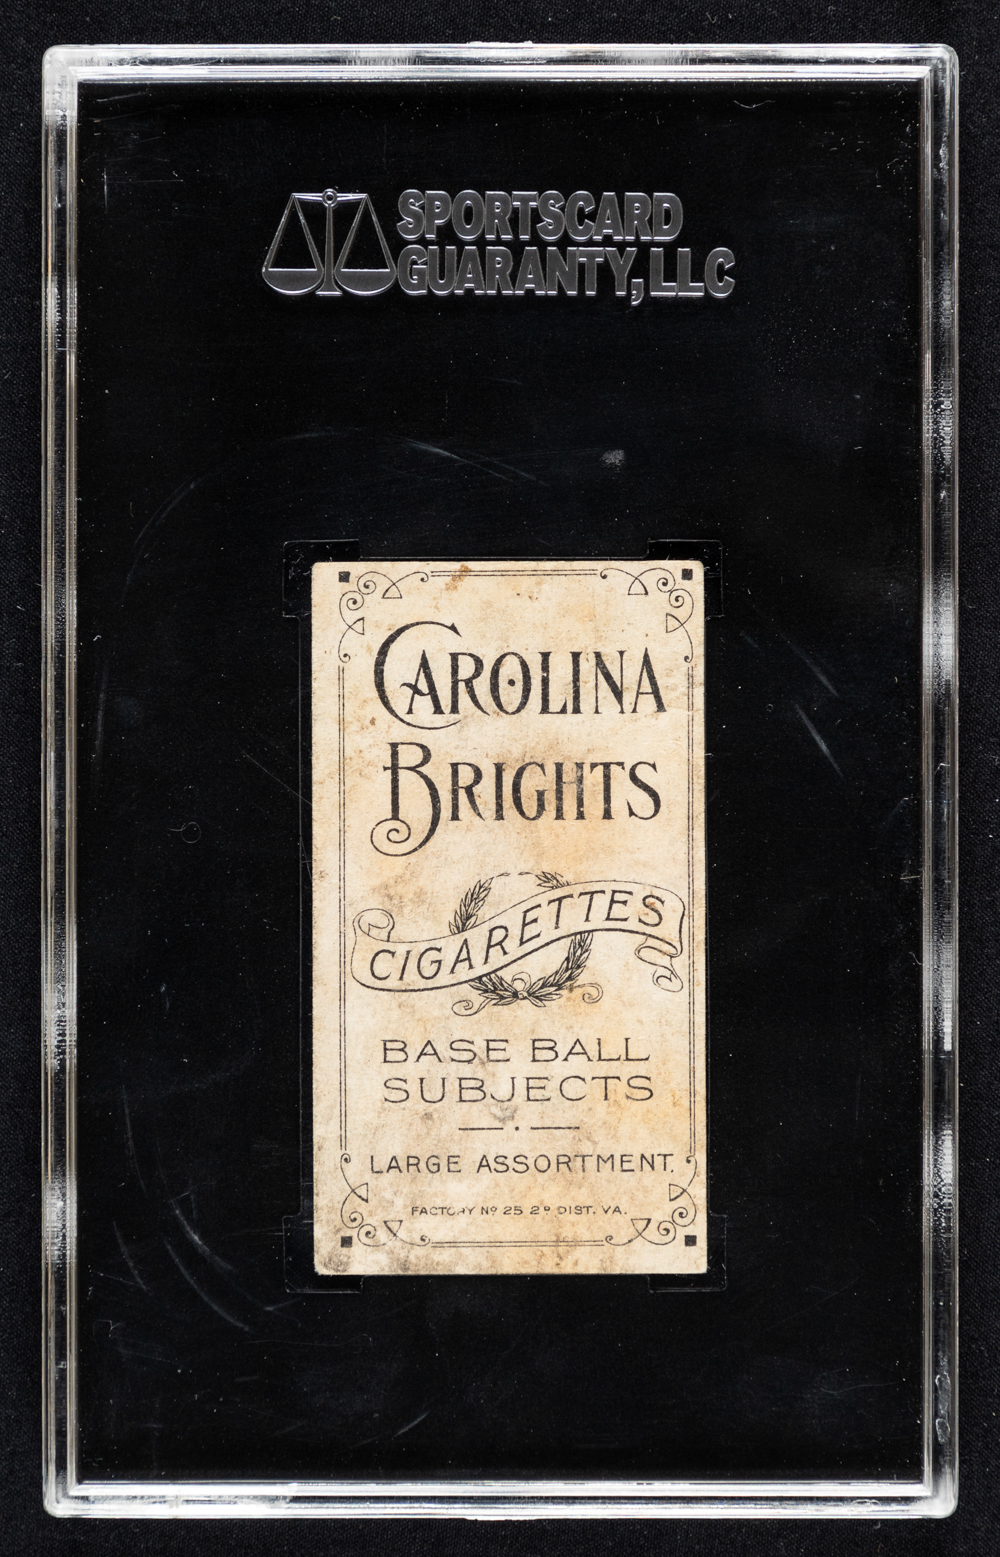 SPORTSCARD
GUARANTY, LLC
CAROLINA
BRIGHTS
CIGARETTES
BASE BALL
SUBJECTS
LARGE ASSORTMENT.
FACTORY Nº 25 2º DIST. VA.